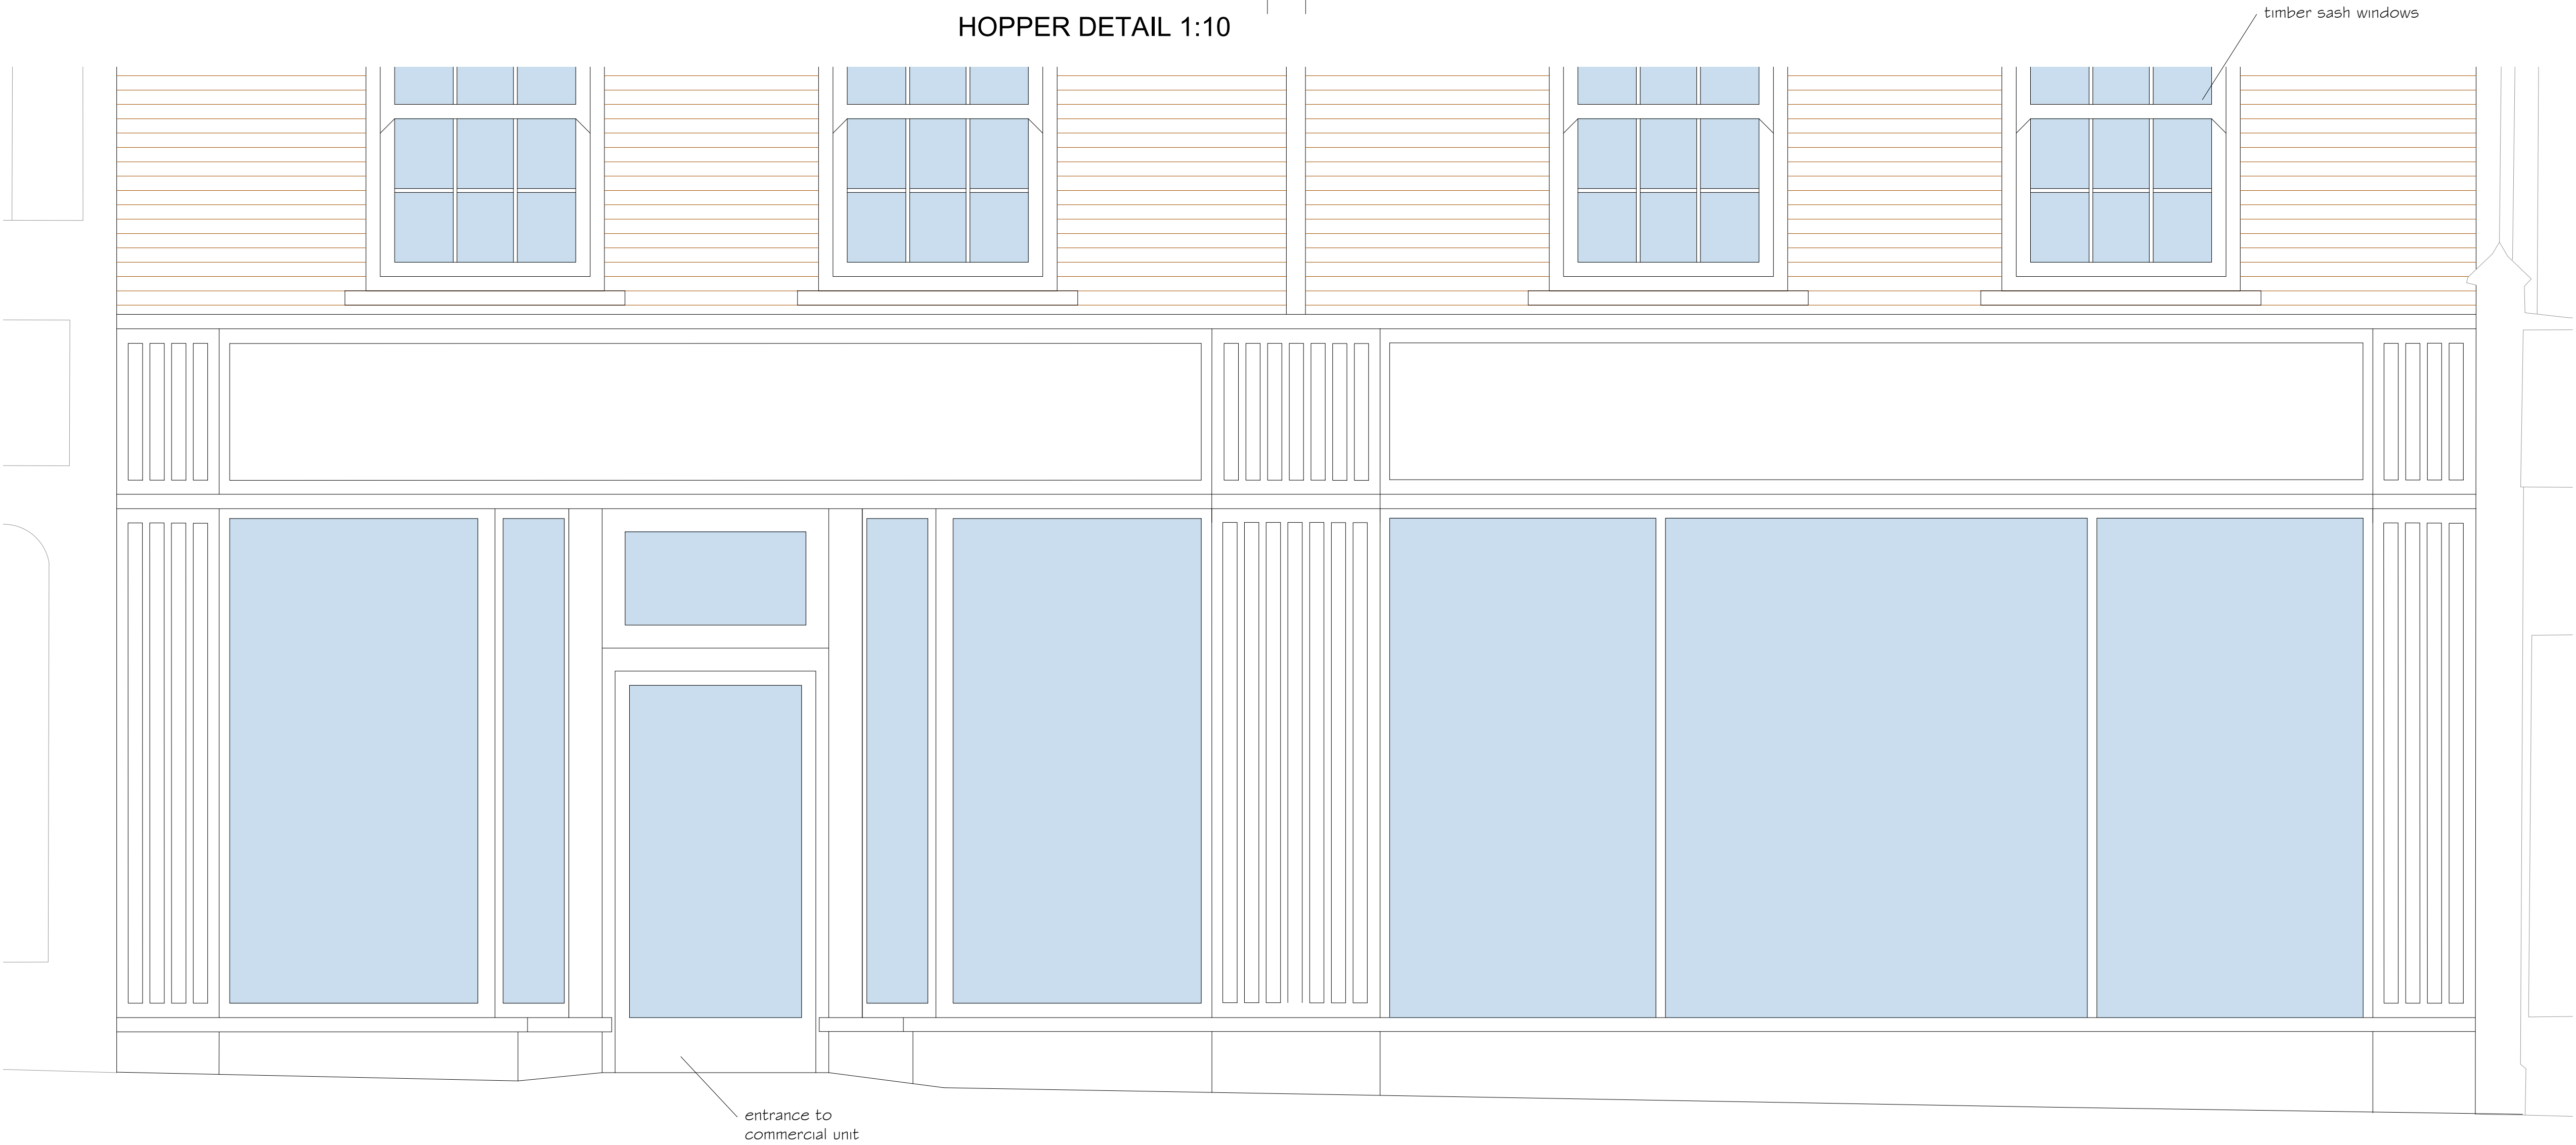 HOPPER DETAIL 1:10
timber sash windows
entrance to
commercial unit